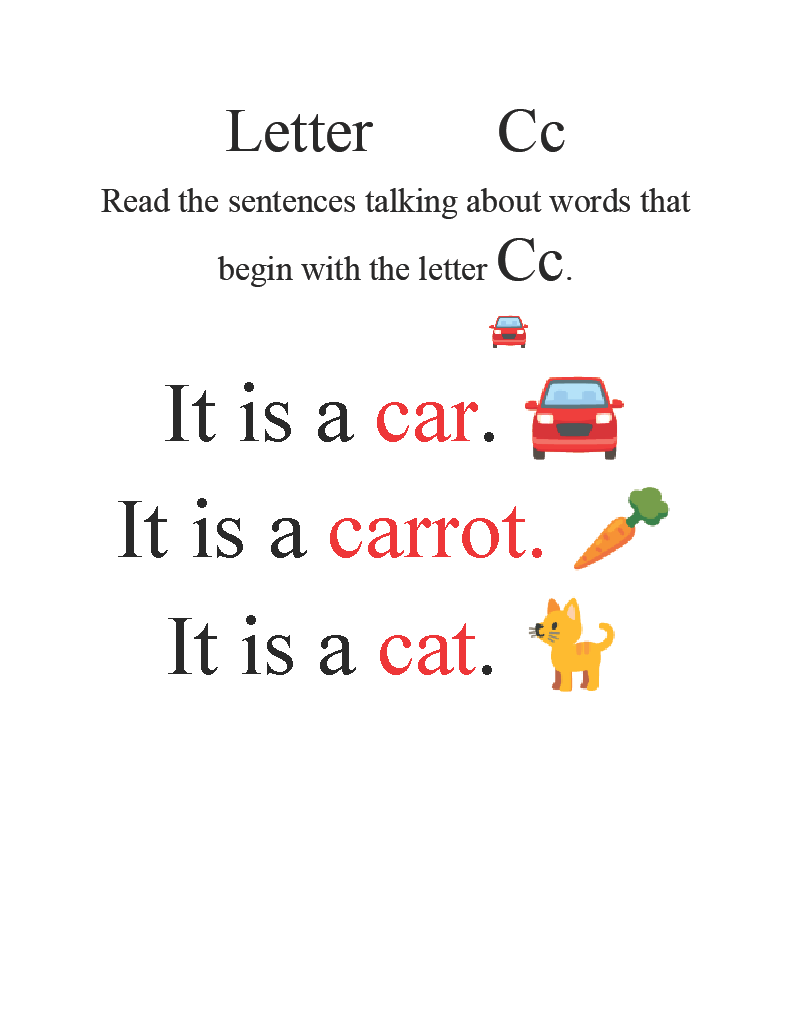 Letter Cc
Read the sentences talking about words that
begin with the letter Cc.
It is a car.
It is a carrot.
It is a cat.